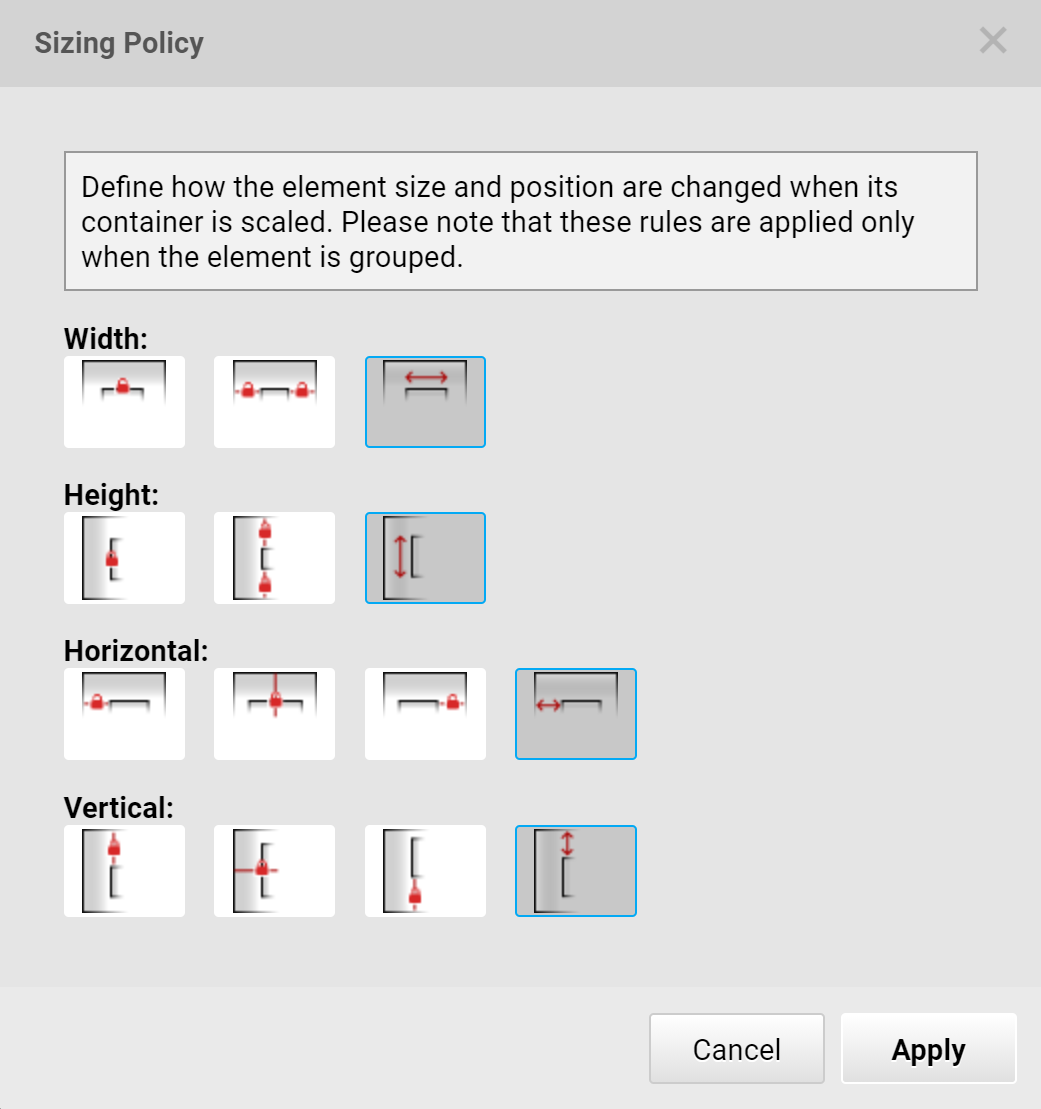 Sizing Policy
Define how the element size and position are changed when its
container is scaled. Please note that these rules are applied only
when the element is grouped.
Width:
Height:
Horizontal:
Vertical:
Cancel
Apply